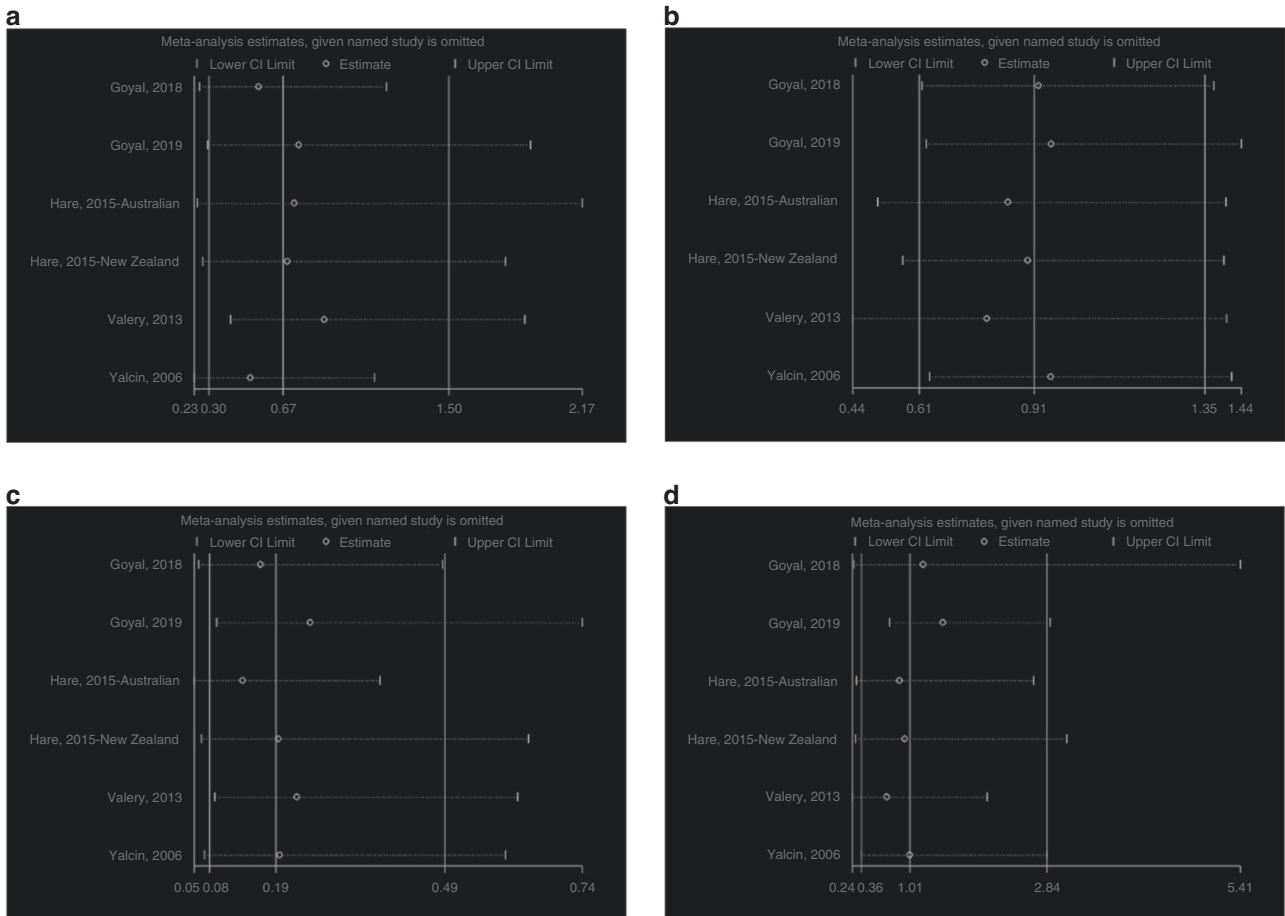 a
Meta-analysis estimates, given named study is omitted
Lower CI Limit Estimate Upper CI Limit
Goyal, 2018
Goyal, 2019
Hare, 2015-Australian
Hare, 2015-New Zealand
Valery, 2013
Yalcin, 2006
0.23 0.30 0.67 1.50 2.17
b
Meta-analysis estimates, given named study is omitted
Lower CI Limit Estimate Upper CI Limit
Goyal, 2018
Goyal, 2019
Hare, 2015-Australian
Hare, 2015-New Zealand
Valery, 2013
Yalcin, 2006
0.44 0.61 0.91 1.35 1.44
c
Meta-analysis estimates, given named study is omitted
Lower CI Limit Estimate Upper CI Limit
Goyal, 2018
Goyal, 2019
Hare, 2015-Australian
Hare, 2015-New Zealand
Valery, 2013
Yalcin, 2006
0.05 0.08 0.19 0.49 0.74
d
Meta-analysis estimates, given named study is omitted
Lower CI Limit Estimate Upper CI Limit
Goyal, 2018
Goyal, 2019
Hare, 2015-Australian
Hare, 2015-New Zealand
Valery, 2013
Yalcin, 2006
0.24 0.36 1.01 2.84 5.41